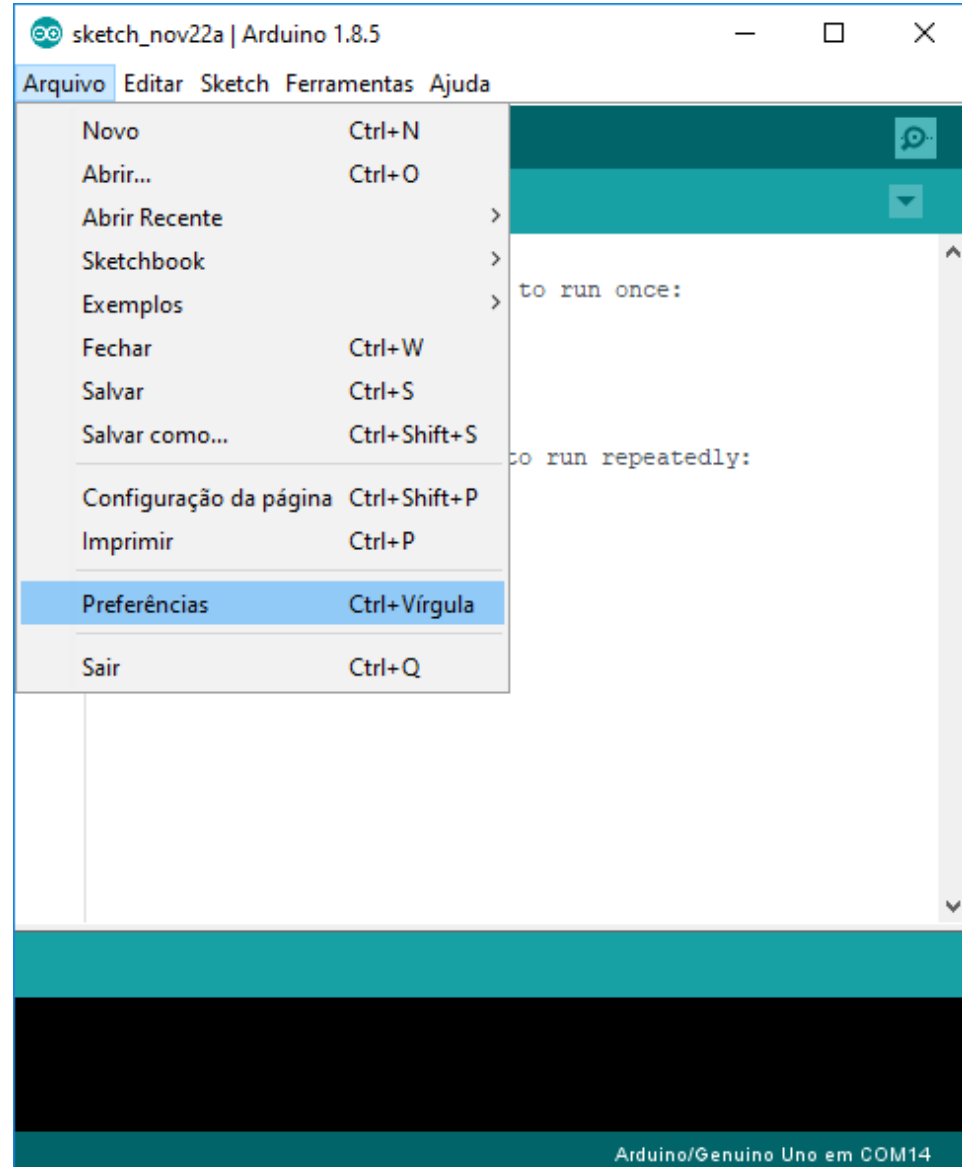 sketch_nov22a | Arduino 1.8.5
Arquivo Editar Sketch Ferramentas Ajuda
Novo Ctrl+N
Abrir... Ctrl+O
Abrir Recente
Sketchbook
Exemplos
to run once:
Fechar Ctrl+W
Salvar Ctrl+S
Salvar como... Ctrl+Shift+S
to run repeatedly:
Configuração da página Ctrl+Shift+P
Imprimir Ctrl+P
Preferências Ctrl+Vírgula
Sair Ctrl+Q
Arduino/Genuino Uno em COM14